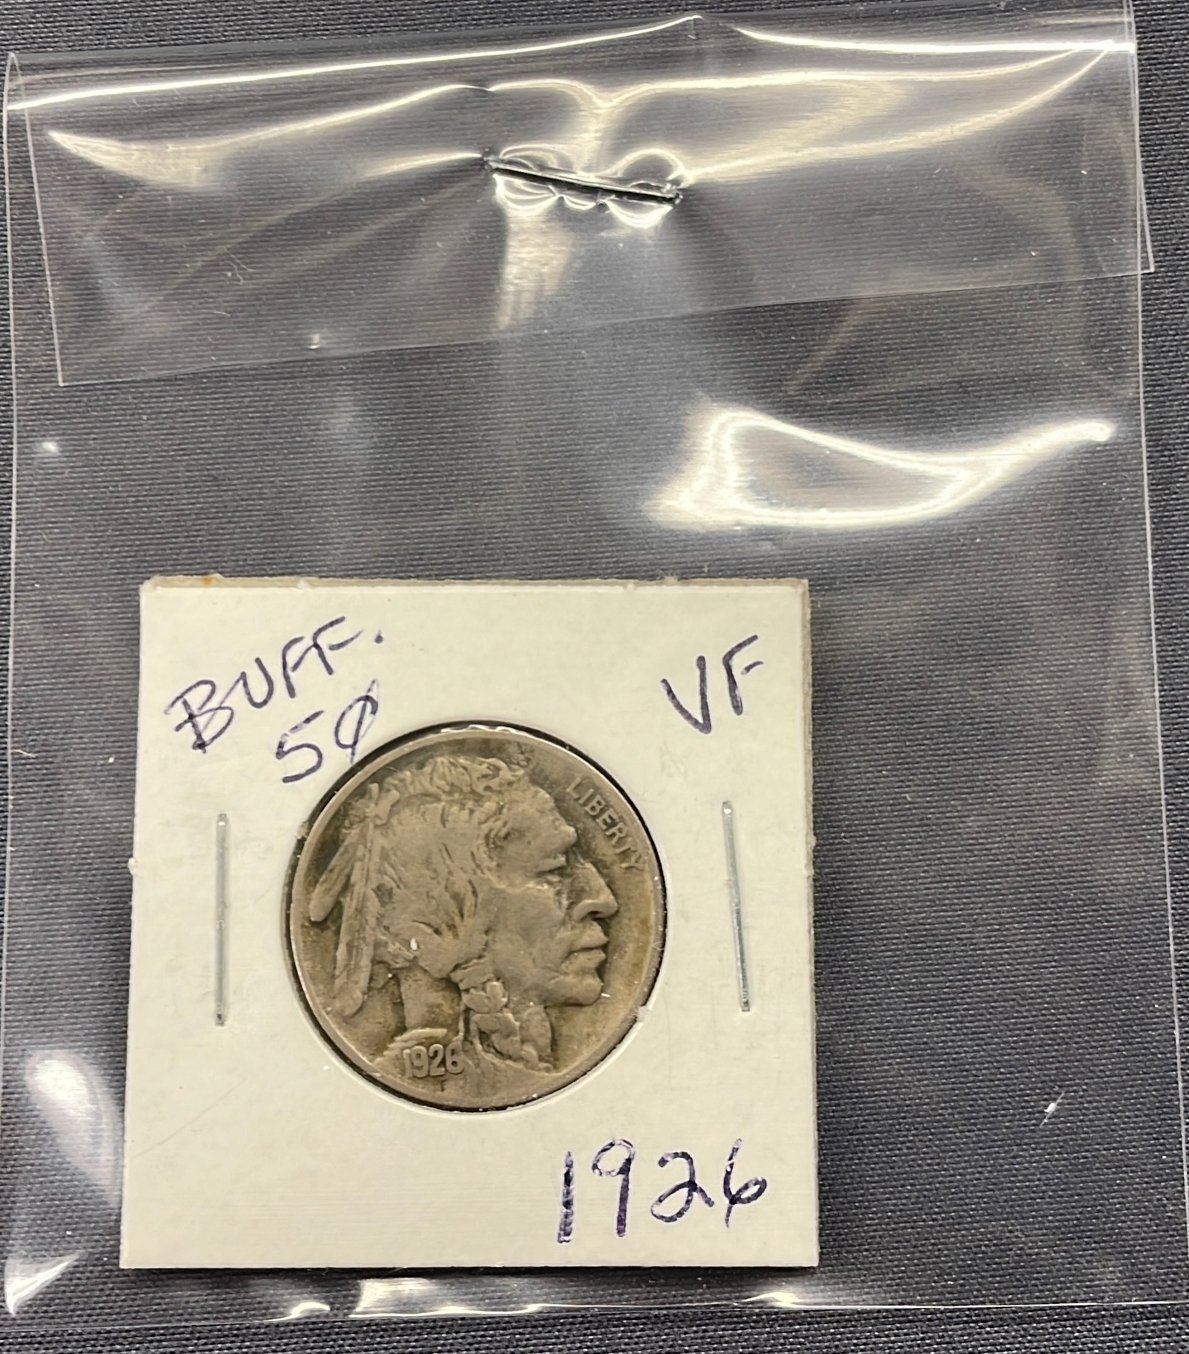 BUFF.
5¢
VF
LIBERTY
1926
F
1926